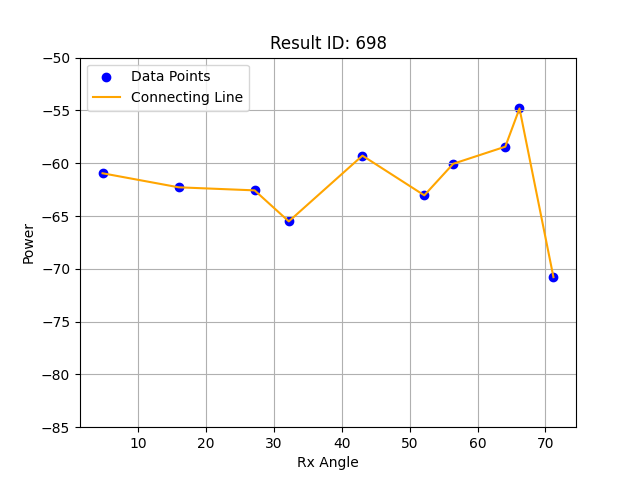 Result ID: 698
Data Points
Connecting Line
Power
−50
−55
−60
−65
−70
−75
−80
−85
10 20 30 40 50 60 70
Rx Angle